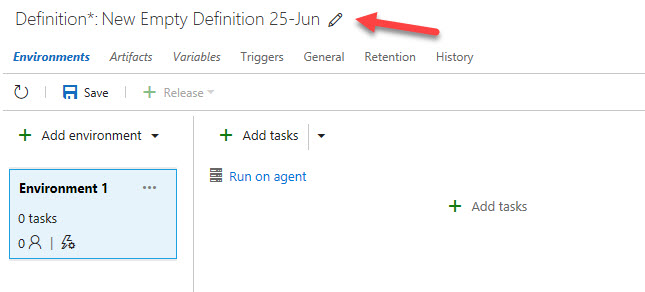 Definition*: New Empty Definition 25-Jun
Environments Artifacts Variables Triggers General Retention History
Save Release
Add environment Add tasks
Environment 1 ...
Run on agent
0 tasks
Add tasks
0 |